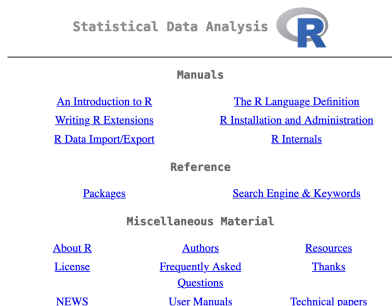 Statistical Data Analysis R
Manuals
An Introduction to R The R Language Definition
Writing R Extensions R Installation and Administration
R Data Import/Export R Internals
Reference
Packages Search Engine & Keywords
Miscellaneous Material
About R Authors Resources
License Frequently Asked Questions Thanks
NEWS User Manuals Technical papers